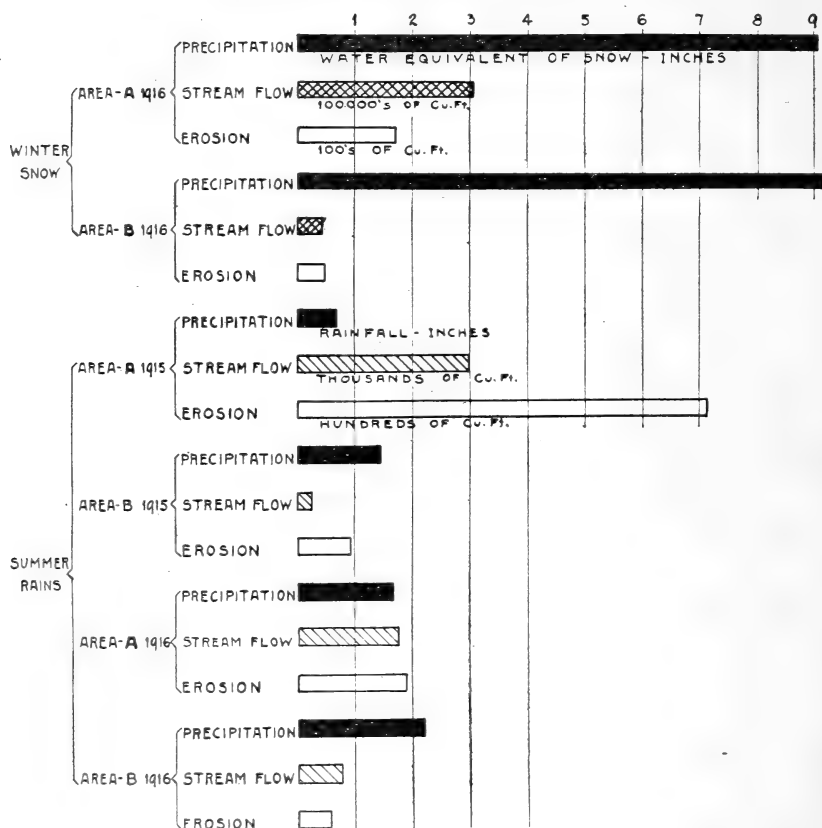 1 2 3 4 5 6 7 8 9
PRECIPITATION
WATER EQUIVALENT OF SNOW - INCHES
AREA-A 1916 STREAM FLOW
100.000's OF Cu.Ft.
EROSION
100's OF Cu.Ft.
WINTER
SNOW
PRECIPITATION
AREA-B 1916 STREAM FLOW
EROSION
PRECIPITATION
RAINFALL - INCHES
AREA-A 1915 STREAM FLOW
THOUSANDS OF Cu.Ft.
EROSION
HUNDREDS OF Cu.Ft.
PRECIPITATION
AREA-B 1915 STREAM FLOW
EROSION
SUMMER
RAINS
PRECIPITATION
AREA-A 1916 STREAM FLOW
EROSION
PRECIPITATION
AREA-B 1916 STREAM FLOW
EROSION